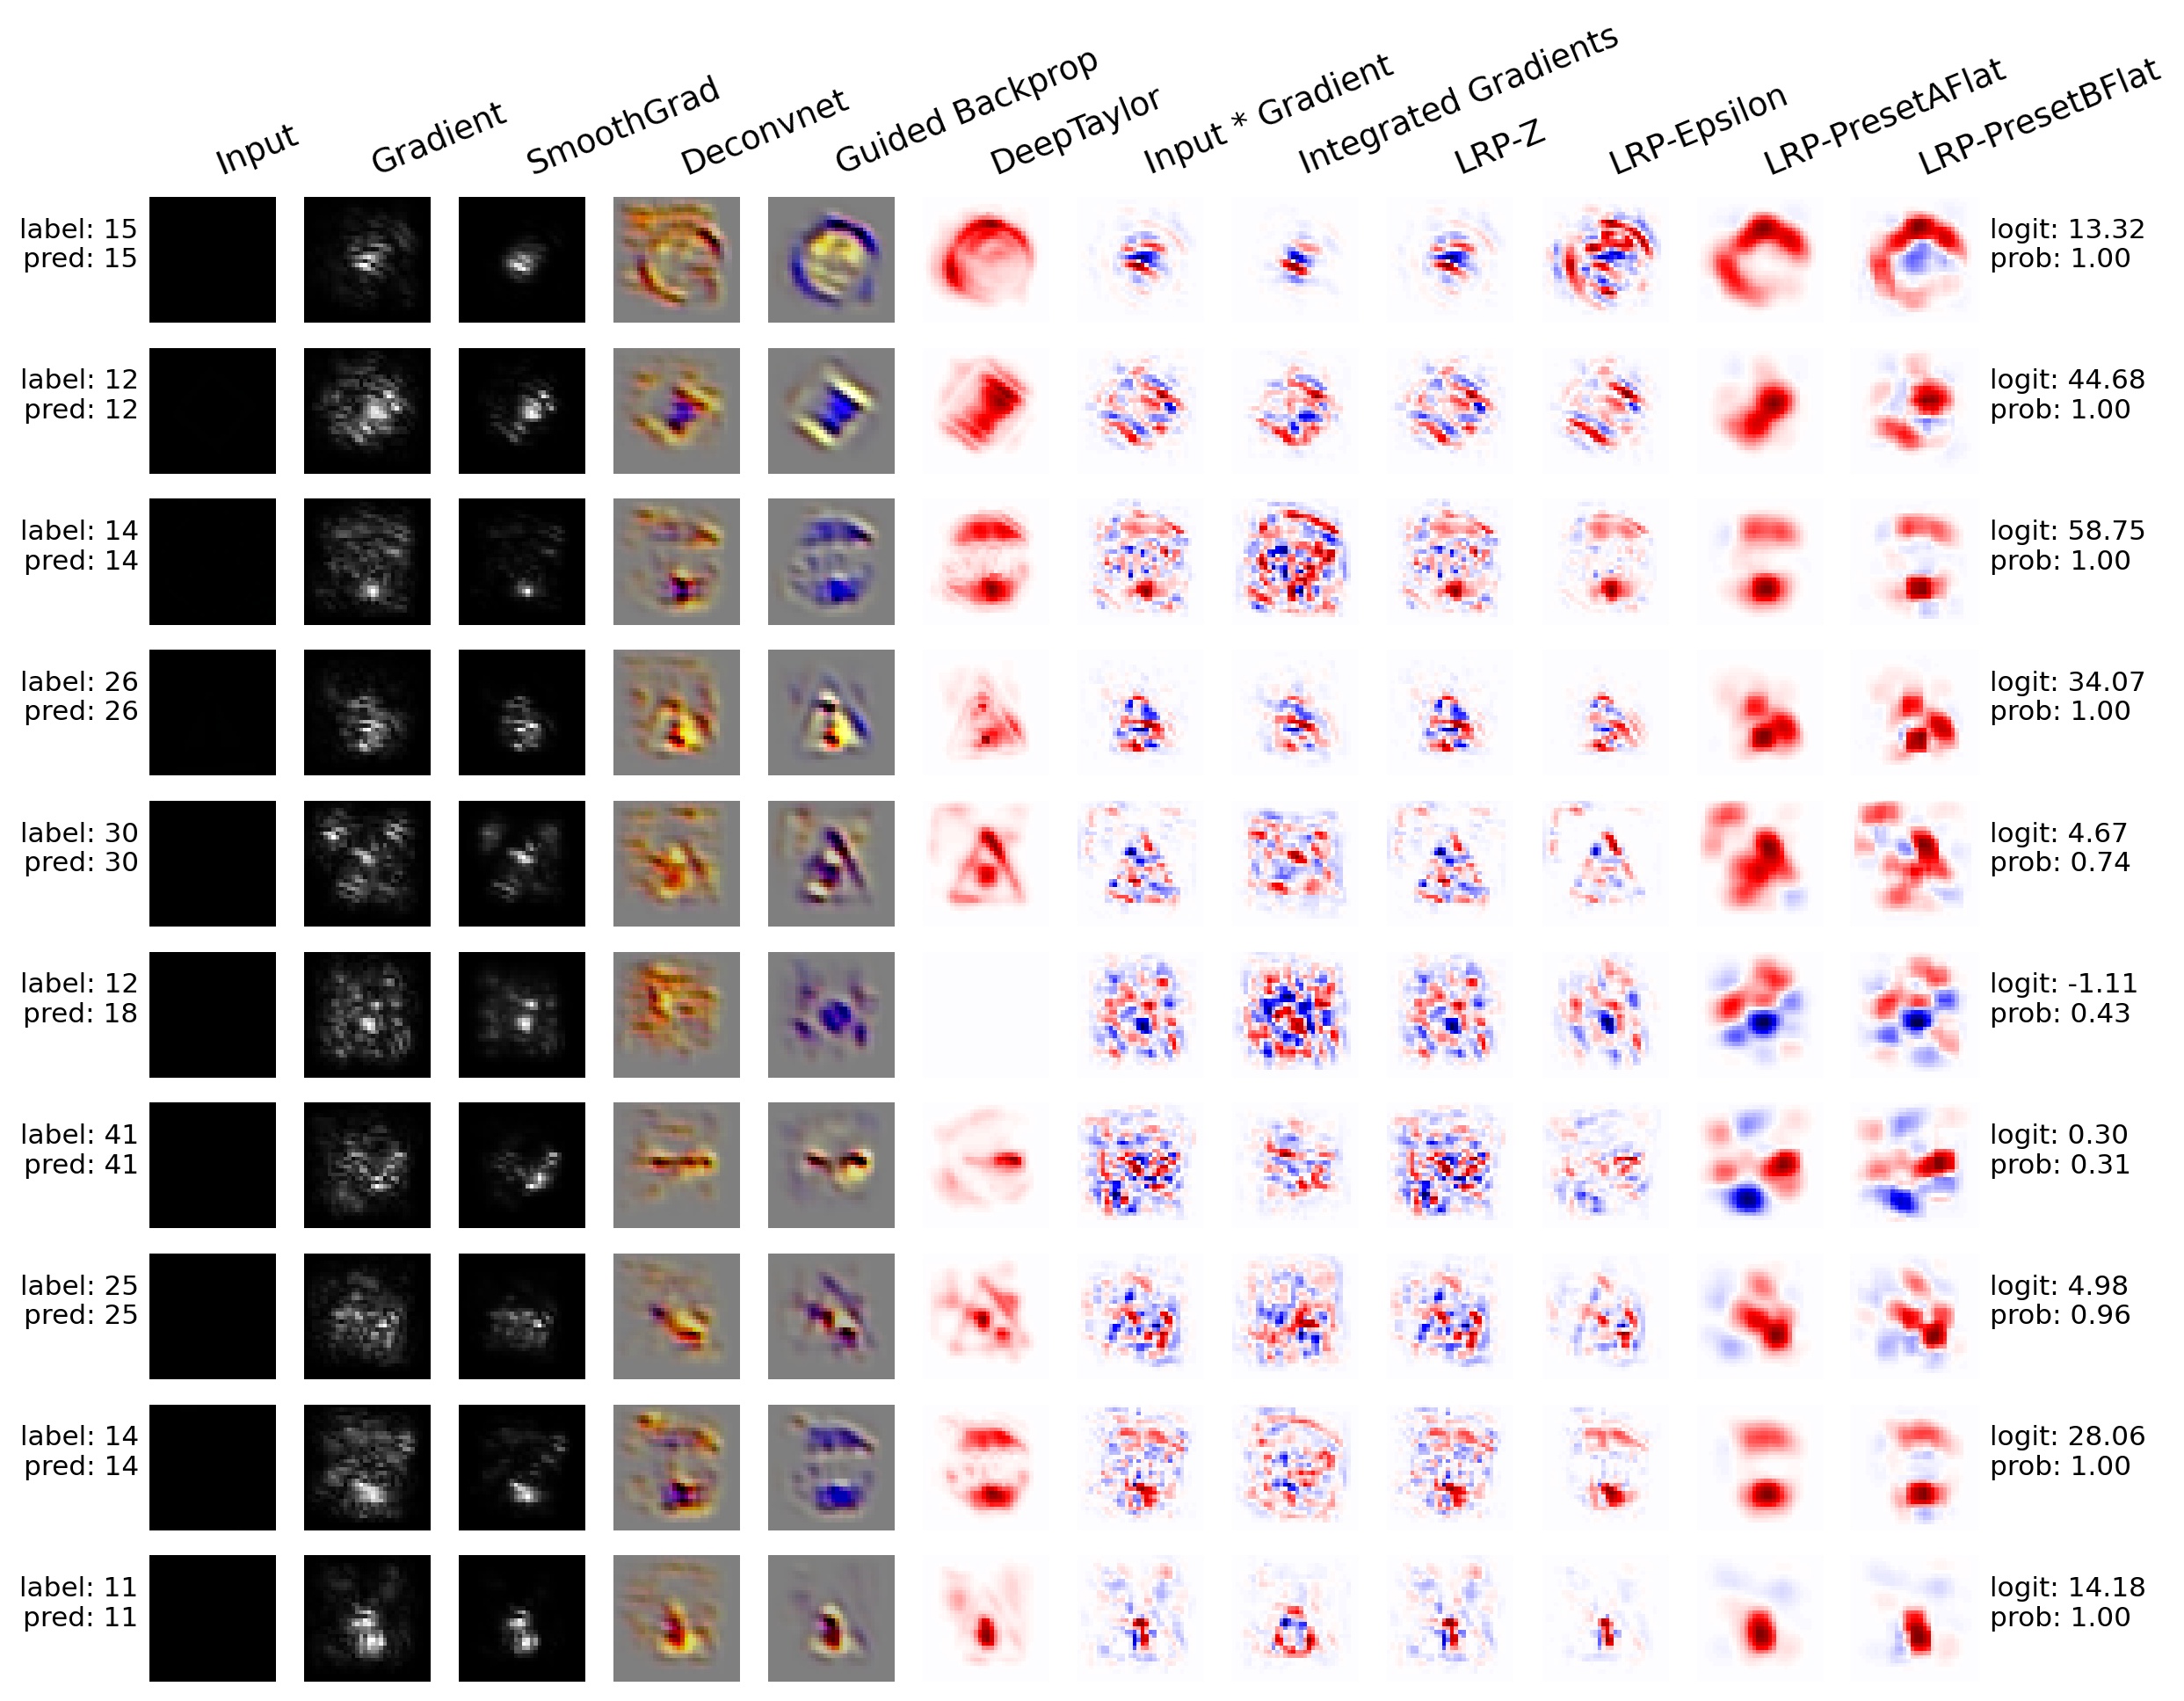 Input
Gradient
SmoothGrad
Deconvnet
Guided Backprop
DeepTaylor
Input * Gradient
Integrated Gradients
LRP-Z
LRP-Epsilon
LRP-PresetAFlat
LRP-PresetBFlat
label: 15
pred: 15
logit: 13.32
prob: 1.00
label: 12
pred: 12
logit: 44.68
prob: 1.00
label: 14
pred: 14
logit: 58.75
prob: 1.00
label: 26
pred: 26
logit: 34.07
prob: 1.00
label: 30
pred: 30
logit: 4.67
prob: 0.74
label: 12
pred: 18
logit: -1.11
prob: 0.43
label: 41
pred: 41
logit: 0.30
prob: 0.31
label: 25
pred: 25
logit: 4.98
prob: 0.96
label: 14
pred: 14
logit: 28.06
prob: 1.00
label: 11
pred: 11
logit: 14.18
prob: 1.00